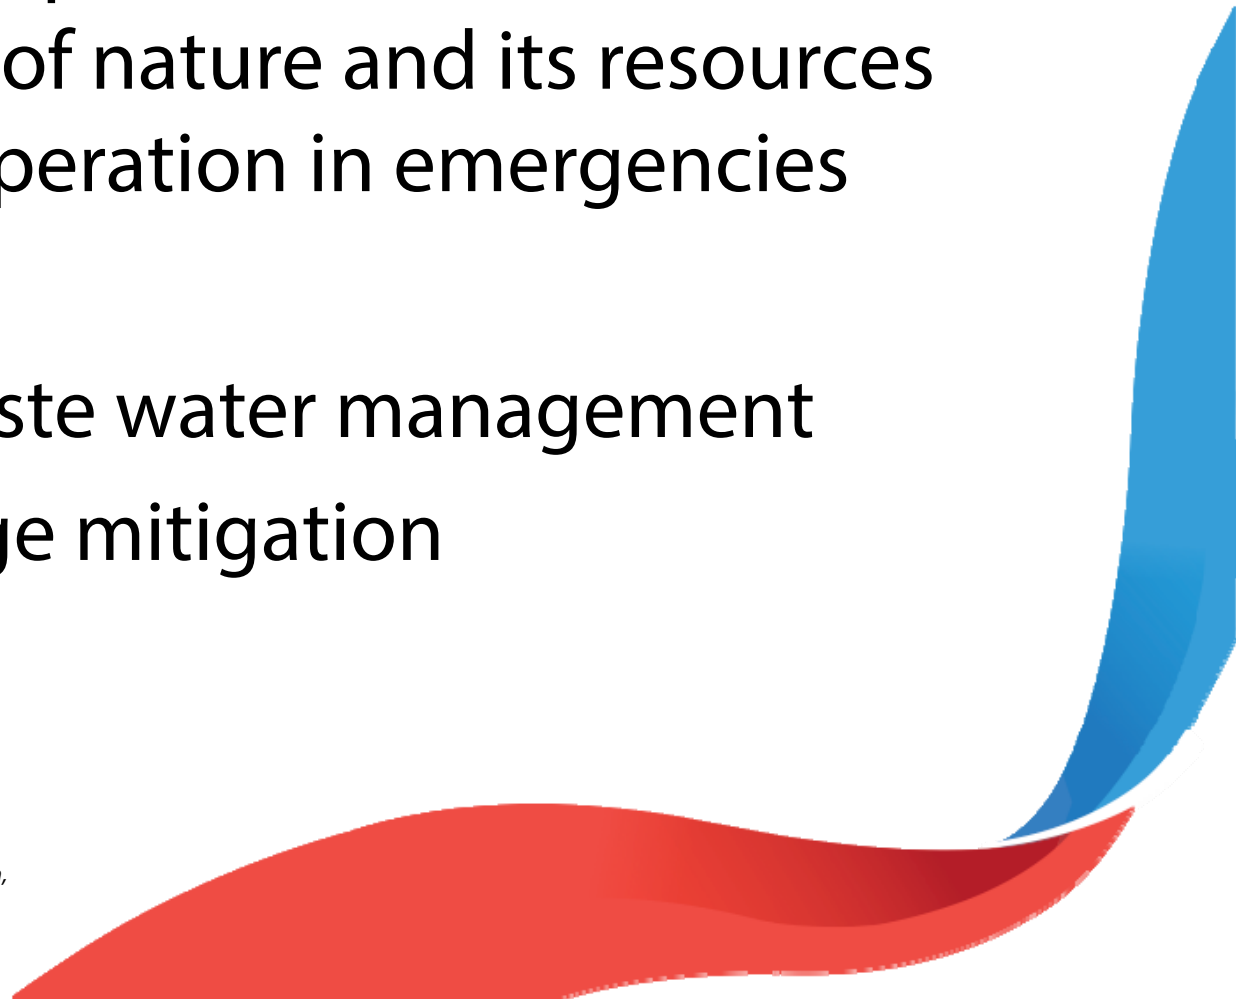 of nature and its resources
peration in emergencies
ste water management
ge mitigation